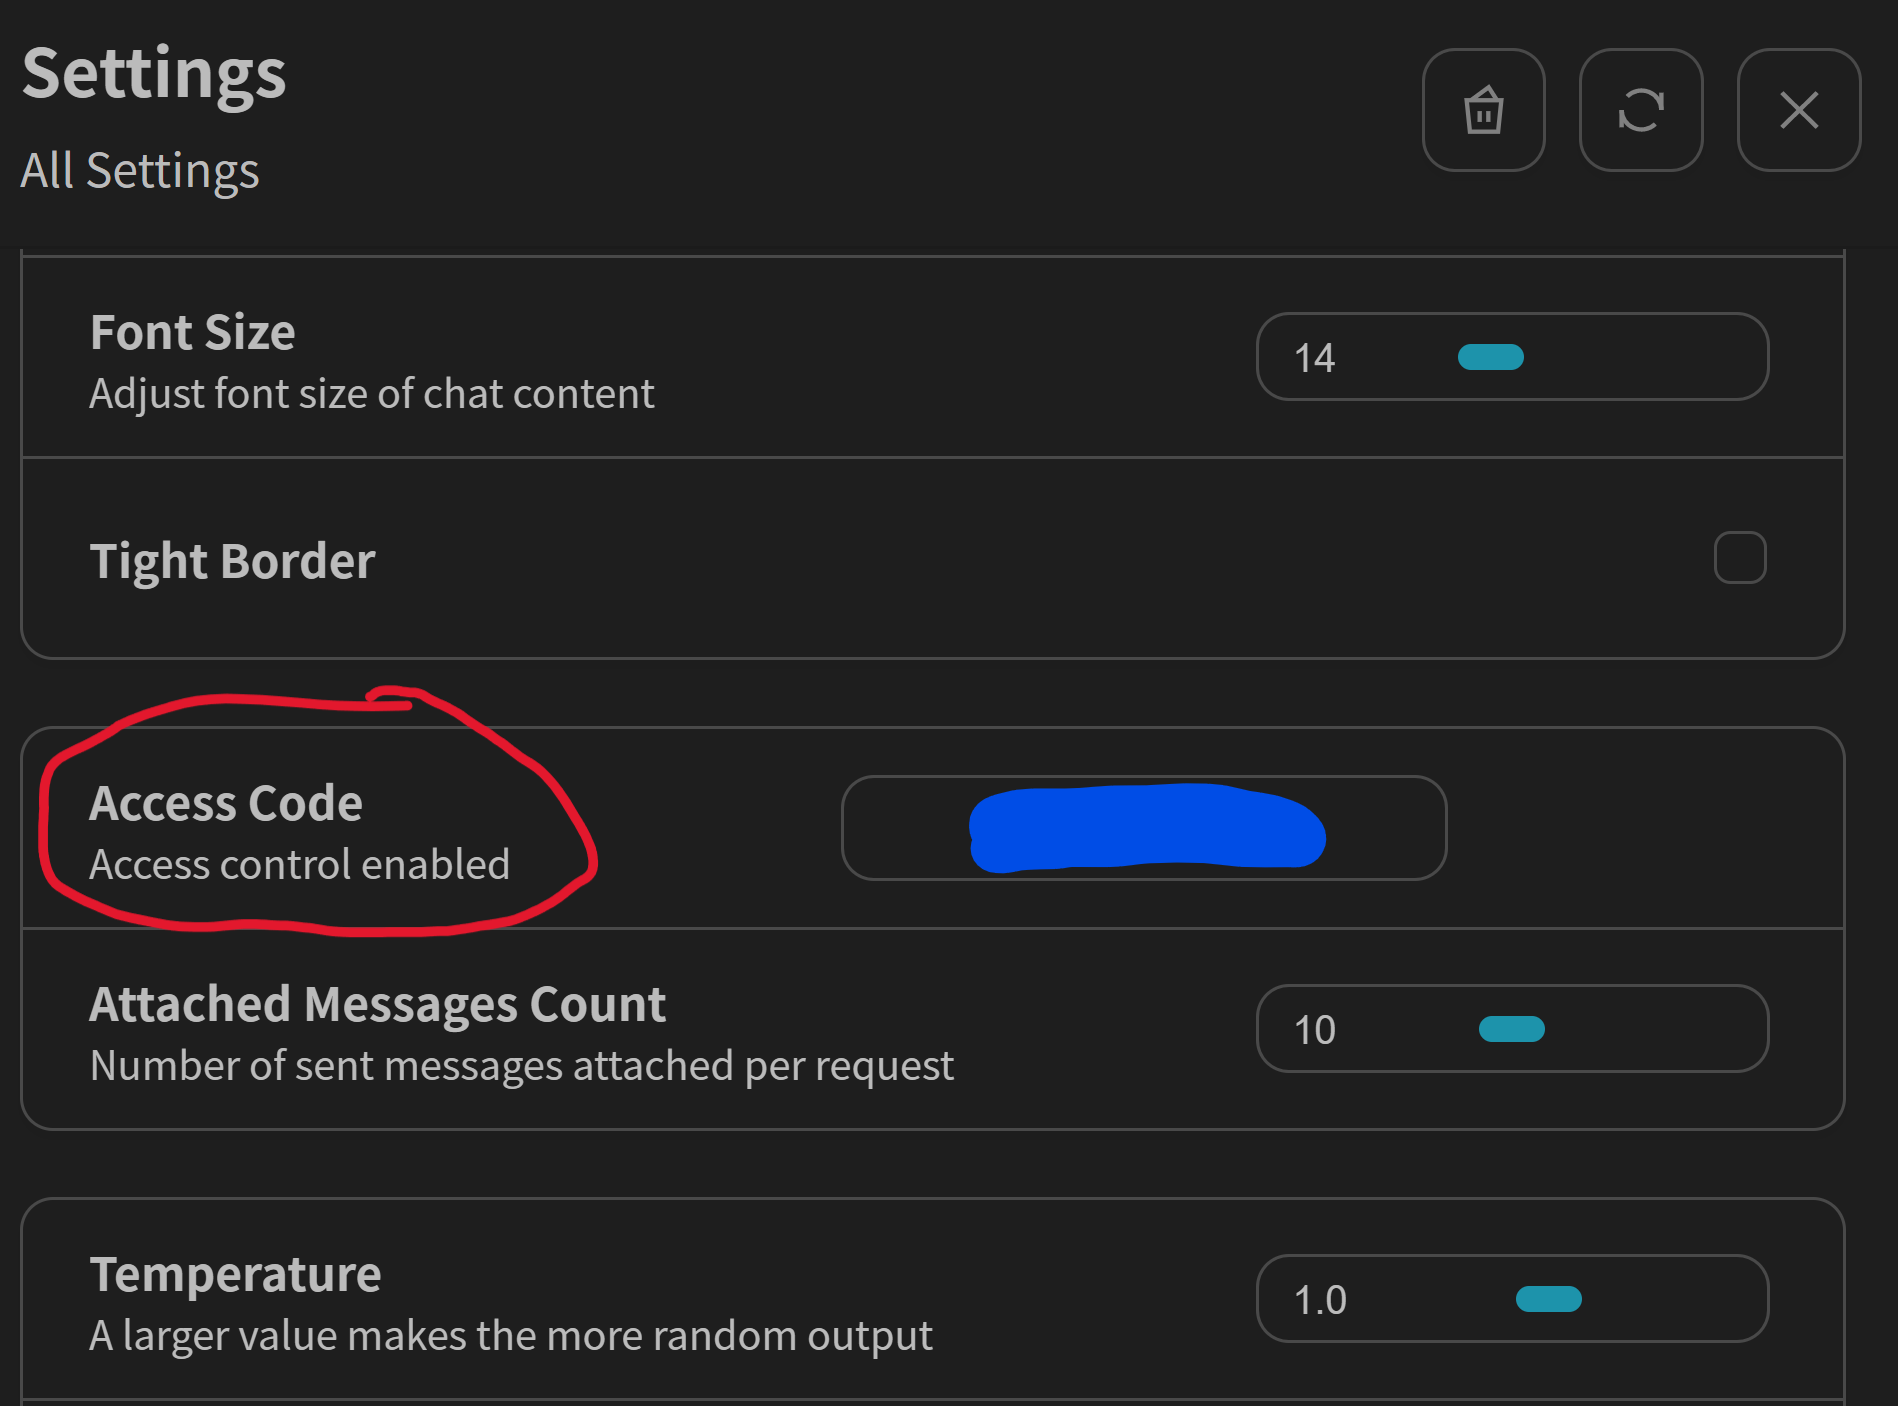 Settings
All Settings
Font Size
Adjust font size of chat content
14
Tight Border
Access Code
Access control enabled
Attached Messages Count
Number of sent messages attached per request
10
Temperature
A larger value makes the more random output
1.0